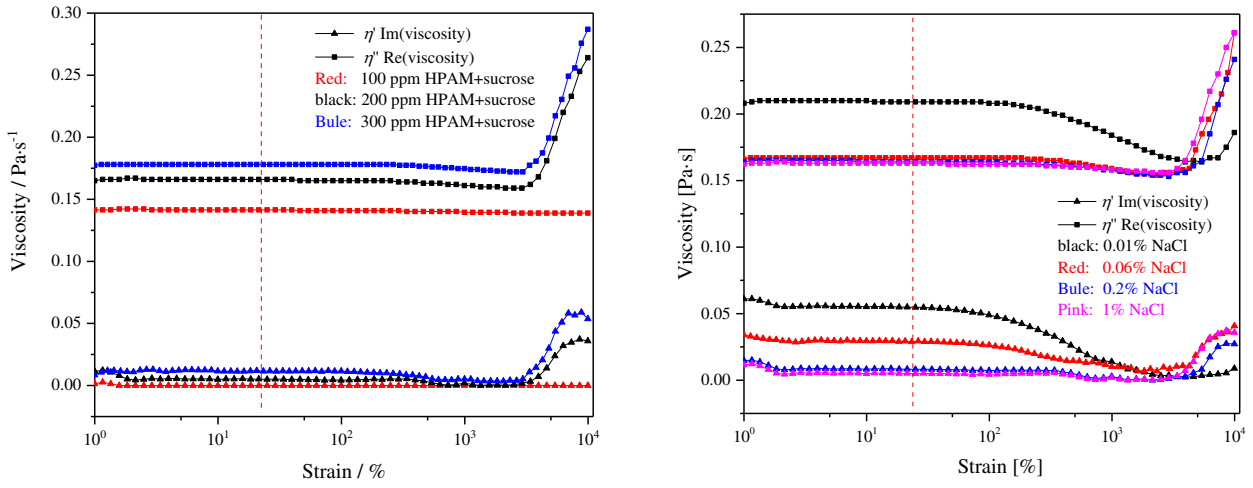 0.30
0.25
0.20
0.15
0.10
0.05
0.00
Viscosity / Pa·s⁻¹
η' Im(viscosity)
η" Re(viscosity)
Red: 100 ppm HPAM+sucrose
black: 200 ppm HPAM+sucrose
Bule: 300 ppm HPAM+sucrose
10⁰ 10¹ 10² 10³ 10⁴
Strain / %
0.25
0.20
0.15
0.10
0.05
0.00
Viscosity [Pa·s]
η' Im(viscosity)
η" Re(viscosity)
black: 0.01% NaCl
Red: 0.06% NaCl
Bule: 0.2% NaCl
Pink: 1% NaCl
10⁰ 10¹ 10² 10³ 10⁴
Strain [%]